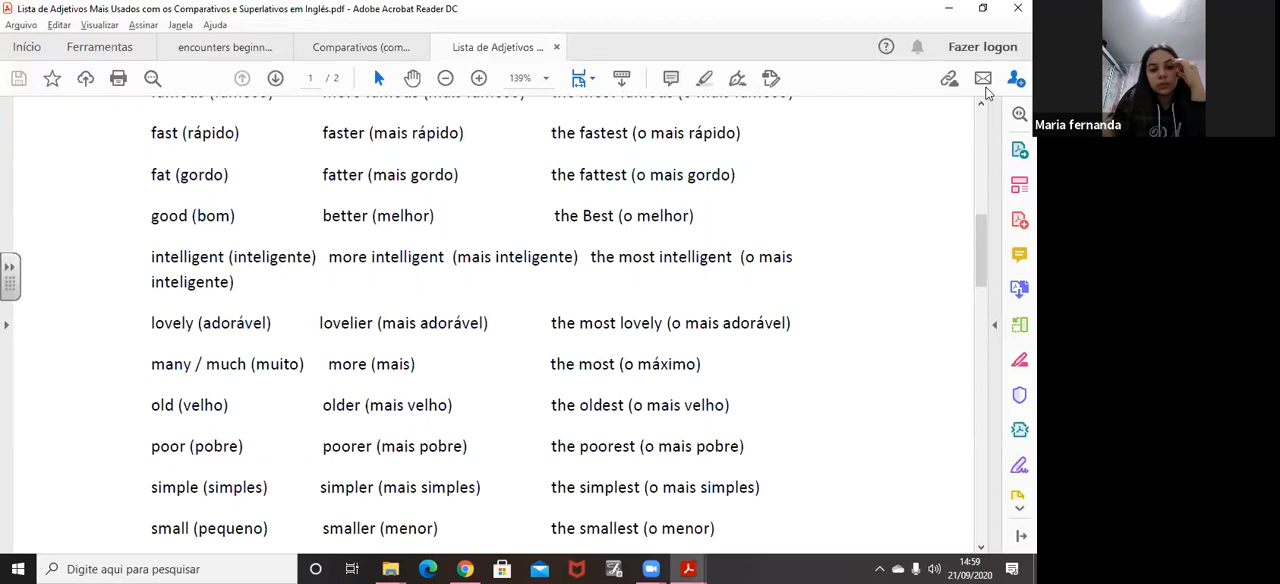 Lista de Adjetivos Mais Usados com os Comparativos e Superlativos em Inglés.pdf - Adobe Acrobat Reader DC
Arquivo Editar Visualizar Assinar Janela Ajuda
Início Ferramentas encounters beginn... Comparativos (com... Lista de Adjetivos ... × Fazer logon
1 / 2 139%
fast (rápido) faster (mais rápido) the fastest (o mais rápido)
fat (gordo) fatter (mais gordo) the fattest (o mais gordo)
good (bom) better (melhor) the Best (o melhor)
intelligent (inteligente) more intelligent (mais inteligente) the most intelligent (o mais
inteligente)
lovely (adorável) lovelier (mais adorável) the most lovely (o mais adorável)
many / much (muito) more (mais) the most (o máximo)
old (velho) older (mais velho) the oldest (o mais velho)
poor (pobre) poorer (mais pobre) the poorest (o mais pobre)
simple (simples) simpler (mais simples) the simplest (o mais simples)
small (pequeno) smaller (menor) the smallest (o menor)
Maria fernanda
Digite aqui para pesquisar
14:59
21/09/2020